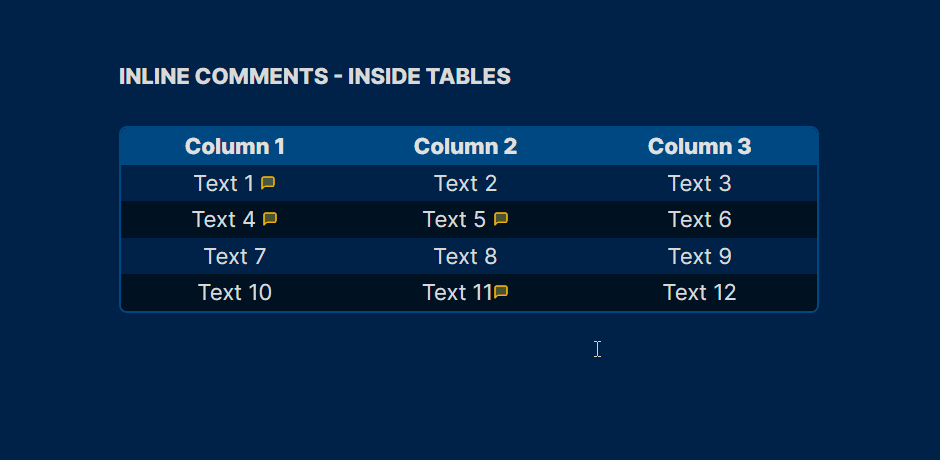 INLINE COMMENTS - INSIDE TABLES
Column 1 Column 2 Column 3
Text 1 Text 2 Text 3
Text 4 Text 5 Text 6
Text 7 Text 8 Text 9
Text 10 Text 11 Text 12